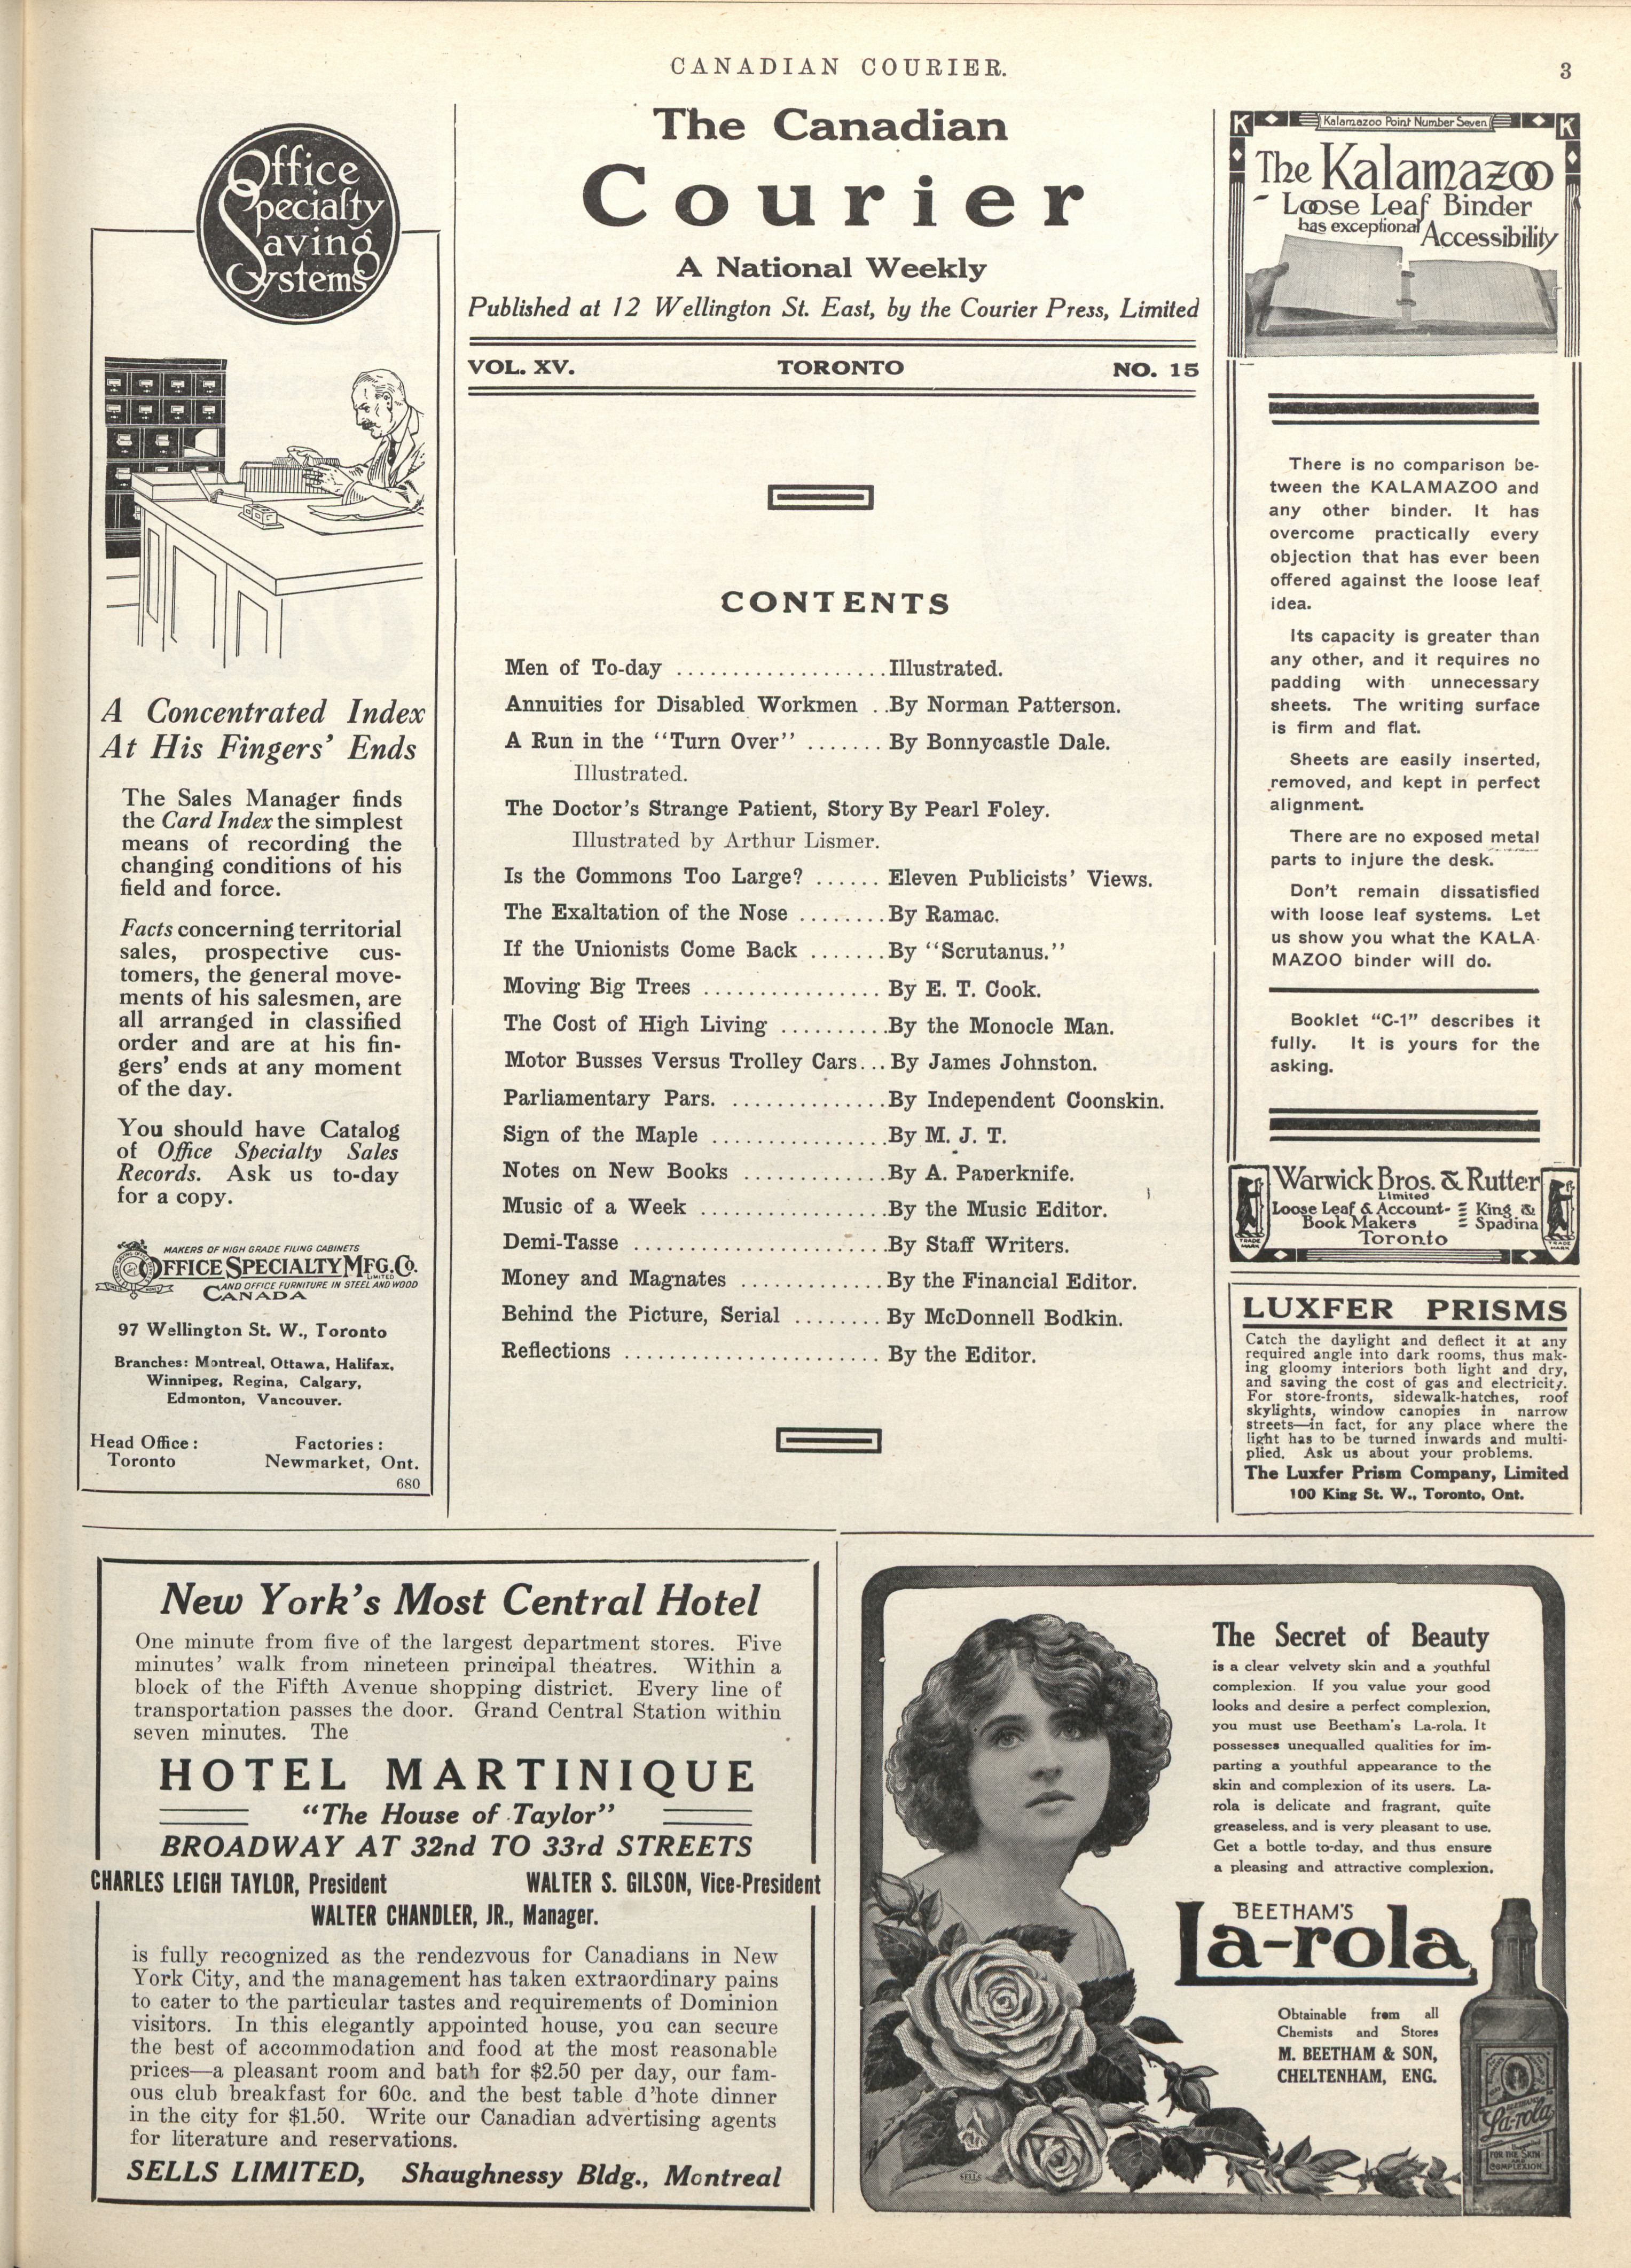 CANADIAN COURIER.
3
Office
Specialty
Saving
Systems
A Concentrated Index
At His Fingers' Ends
The Sales Manager finds
the Card Index the simplest
means of recording the
changing conditions of his
field and force.
Facts concerning territorial
sales, prospective cus-
tomers, the general move-
ments of his salesmen, are
all arranged in classified
order and are at his fin-
gers' ends at any moment
of the day.
You should have Catalog
of Office Specialty Sales
Records. Ask us to-day
for a copy.
MAKERS OF HIGH GRADE FILING CABINETS
OFFICE SPECIALTY MFG. CO.
LIMITED
AND OFFICE FURNITURE IN STEEL AND WOOD
CANADA
97 Wellington St. W., Toronto
Branches: Montreal, Ottawa, Halifax,
Winnipeg, Regina, Calgary,
Edmonton, Vancouver.
Head Office: Factories:
Toronto Newmarket, Ont.
680
The Canadian
Courier
A National Weekly
Published at 12 Wellington St. East, by the Courier Press, Limited
VOL. XV. TORONTO NO. 15
CONTENTS
Men of To-day ................... Illustrated.
Annuities for Disabled Workmen ..By Norman Patterson.
A Run in the "Turn Over" ....... By Bonnycastle Dale.
Illustrated.
The Doctor's Strange Patient, Story By Pearl Foley.
Illustrated by Arthur Lismer.
Is the Commons Too Large? ...... Eleven Publicists' Views.
The Exaltation of the Nose ........By Ramac.
If the Unionists Come Back .......By "Scrutanus."
Moving Big Trees ................ By E. T. Cook.
The Cost of High Living ..........By the Monocle Man.
Motor Busses Versus Trolley Cars... By James Johnston.
Parliamentary Pars. ..............By Independent Coonskin.
Sign of the Maple ................By M. J. T.
Notes on New Books .............By A. Paperknife.
Music of a Week .................By the Music Editor.
Demi-Tasse .......................By Staff Writers.
Money and Magnates .............By the Financial Editor.
Behind the Picture, Serial ........ By McDonnell Bodkin.
Reflections ....................... By the Editor.
K Kalamazoo Point Number Seven K
The Kalamazoo
Loose Leaf Binder
has exceptional Accessibility
There is no comparison be-
tween the KALAMAZOO and
any other binder. It has
overcome practically every
objection that has ever been
offered against the loose leaf
idea.
Its capacity is greater than
any other, and it requires no
padding with unnecessary
sheets. The writing surface
is firm and flat.
Sheets are easily inserted,
removed, and kept in perfect
alignment.
There are no exposed metal
parts to injure the desk.
Don't remain dissatisfied
with loose leaf systems. Let
us show you what the KALA-
MAZOO binder will do.
Booklet "C-1" describes it
fully. It is yours for the
asking.
Warwick Bros. & Rutter
Limited
Loose Leaf & Account- King &
Book Makers Spadina
Toronto
TRADE MARK
TRADE MARK
LUXFER PRISMS
Catch the daylight and deflect it at any
required angle into dark rooms, thus mak-
ing gloomy interiors both light and dry,
and saving the cost of gas and electricity.
For store-fronts, sidewalk-hatches, roof
skylights, window canopies in narrow
streets—in fact, for any place where the
light has to be turned inwards and multi-
plied. Ask us about your problems.
The Luxfer Prism Company, Limited
100 King St. W., Toronto, Ont.
New York's Most Central Hotel
One minute from five of the largest department stores. Five
minutes' walk from nineteen principal theatres. Within a
block of the Fifth Avenue shopping district. Every line of
transportation passes the door. Grand Central Station within
seven minutes. The
HOTEL MARTINIQUE
"The House of Taylor"
BROADWAY AT 32nd TO 33rd STREETS
CHARLES LEIGH TAYLOR, President WALTER S. GILSON, Vice-President
WALTER CHANDLER, JR., Manager.
is fully recognized as the rendezvous for Canadians in New
York City, and the management has taken extraordinary pains
to cater to the particular tastes and requirements of Dominion
visitors. In this elegantly appointed house, you can secure
the best of accommodation and food at the most reasonable
prices—a pleasant room and bath for $2.50 per day, our fam-
ous club breakfast for 60c. and the best table d'hote dinner
in the city for $1.50. Write our Canadian advertising agents
for literature and reservations.
SELLS LIMITED, Shaughnessy Bldg., Montreal
The Secret of Beauty
is a clear velvety skin and a youthful
complexion. If you value your good
looks and desire a perfect complexion,
you must use Beetham's La-rola. It
possesses unequalled qualities for im-
parting a youthful appearance to the
skin and complexion of its users. La-
rola is delicate and fragrant, quite
greaseless, and is very pleasant to use.
Get a bottle to-day, and thus ensure
a pleasing and attractive complexion.
BEETHAM'S
La-rola
Obtainable from all
Chemists and Stores
M. BEETHAM & SON,
CHELTENHAM, ENG.
La-rola
FOR THE SKIN
AND
COMPLEXION
SELLS